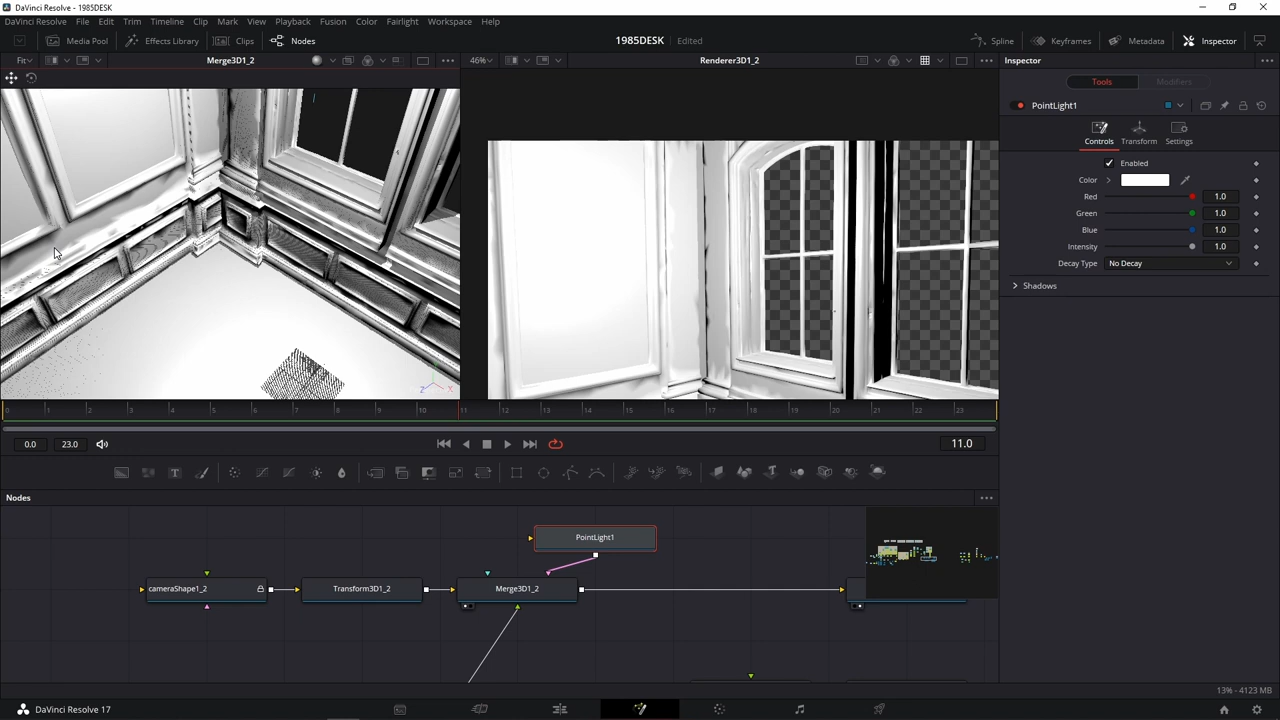 DaVinci Resolve - 1985DESK
DaVinci Resolve File Edit Trim Timeline Clip Mark View Playback Fusion Color Fairlight Workspace Help
Media Pool Effects Library Clips Nodes 1985DESK Edited Spline Keyframes Metadata Inspector
Fit Merge3D1_2 46% Renderer3D1_2 Inspector
Tools Modifiers
PointLight1
Controls Transform Settings
Enabled
Color
Red 1.0
Green 1.0
Blue 1.0
Intensity 1.0
Decay Type No Decay
Shadows
Z X
0 1 2 3 4 5 6 7 8 9 10 11 12 13 14 15 16 17 18 19 20 21 22 23
0.0 23.0 11.0
Nodes
PointLight1
cameraShape1_2 Transform3D1_2 Merge3D1_2
13% - 4123 MB
DaVinci Resolve 17